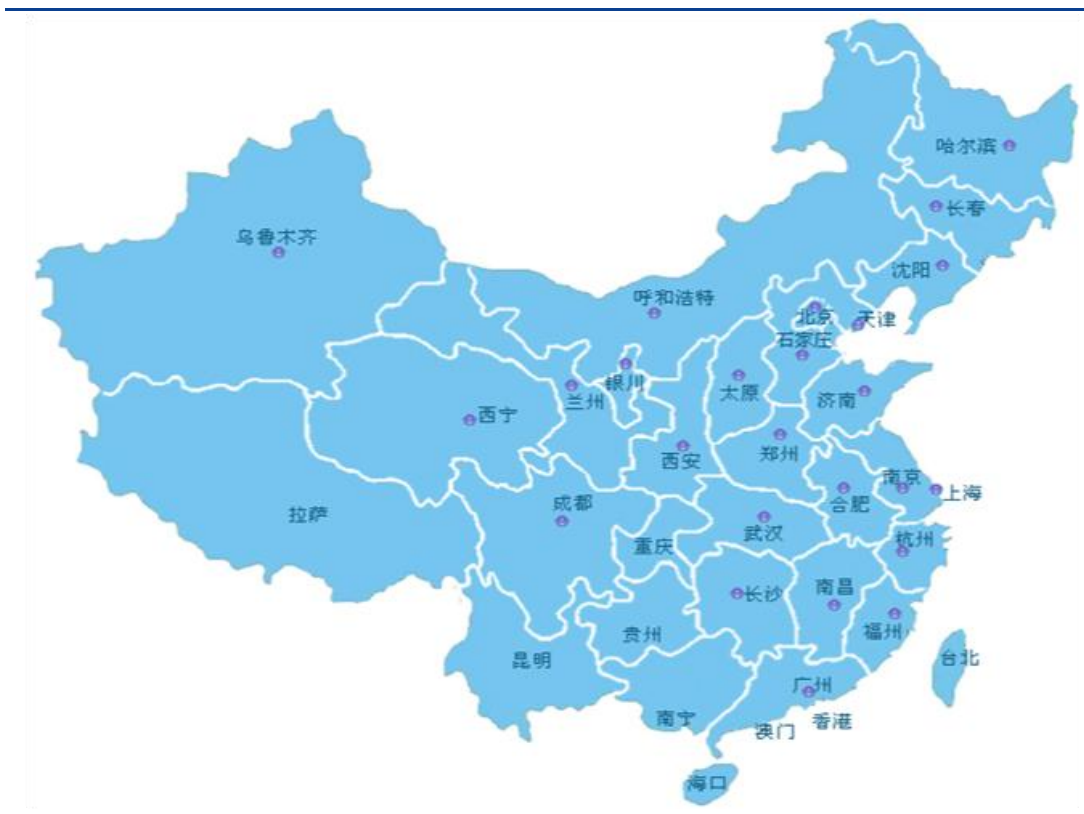 哈尔滨
长春
乌鲁木齐
沈阳
呼和浩特
北京
天津
石家庄
银川
太原
兰州
济南
西宁
郑州
西安
南京
上海
合肥
成都
拉萨
武汉
杭州
重庆
南昌
长沙
福州
贵州
昆明
台北
广州
南宁
香港
澳门
海口